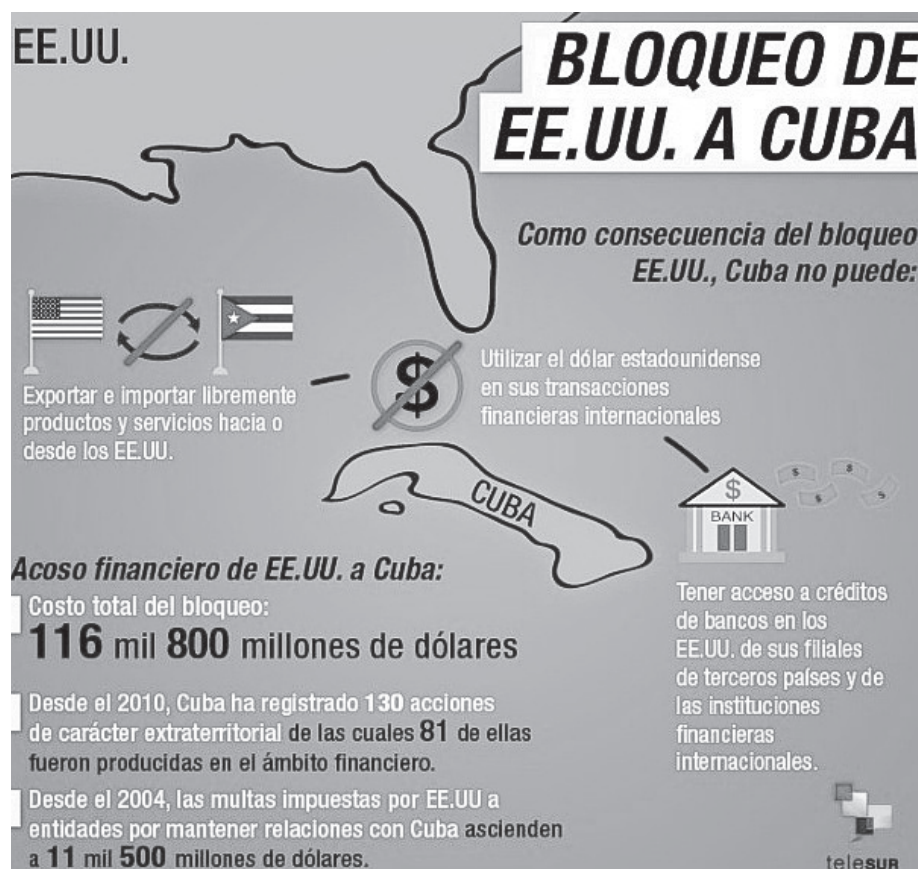 EE.UU.
BLOQUEO DE
EE.UU. A CUBA
Como consecuencia del bloqueo
EE.UU., Cuba no puede:
Exportar e importar libremente
productos y servicios hacia o
desde los EE.UU.
$
Utilizar el dólar estadounidense
en sus transacciones
financieras internacionales
CUBA
$
BANK
$
$
$
$
Tener acceso a créditos
de bancos en los
EE.UU. de sus filiales
de terceros países y de
las instituciones
financieras
internacionales.
Acoso financiero de EE.UU. a Cuba:
Costo total del bloqueo:
116 mil 800 millones de dólares
Desde el 2010, Cuba ha registrado 130 acciones
de carácter extraterritorial de las cuales 81 de ellas
fueron producidas en el ámbito financiero.
Desde el 2004, las multas impuestas por EE.UU a
entidades por mantener relaciones con Cuba ascienden
a 11 mil 500 millones de dólares.
teleSUR